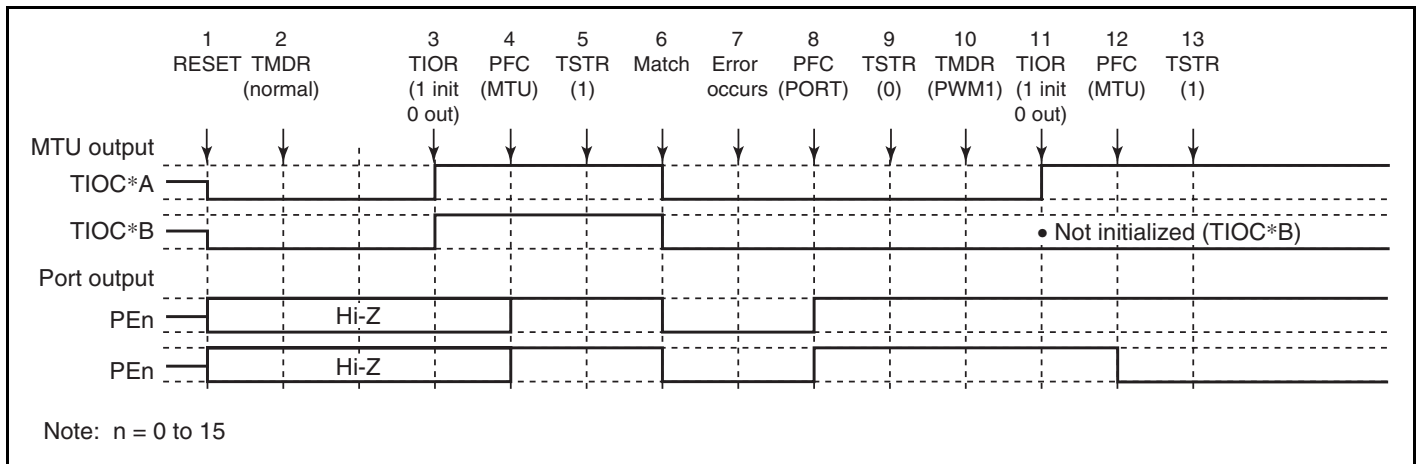 1 2 3 4 5 6 7 8 9 10 11 12 13
RESET TMDR TIOR PFC TSTR Match Error PFC TSTR TMDR TIOR PFC TSTR
(normal) (1 init (MTU) (1) occurs (PORT) (0) (PWM1) (1 init (MTU) (1)
0 out) 0 out)
MTU output
TIOC*A
TIOC*B • Not initialized (TIOC*B)
Port output
PEn Hi-Z
PEn Hi-Z
Note: n = 0 to 15